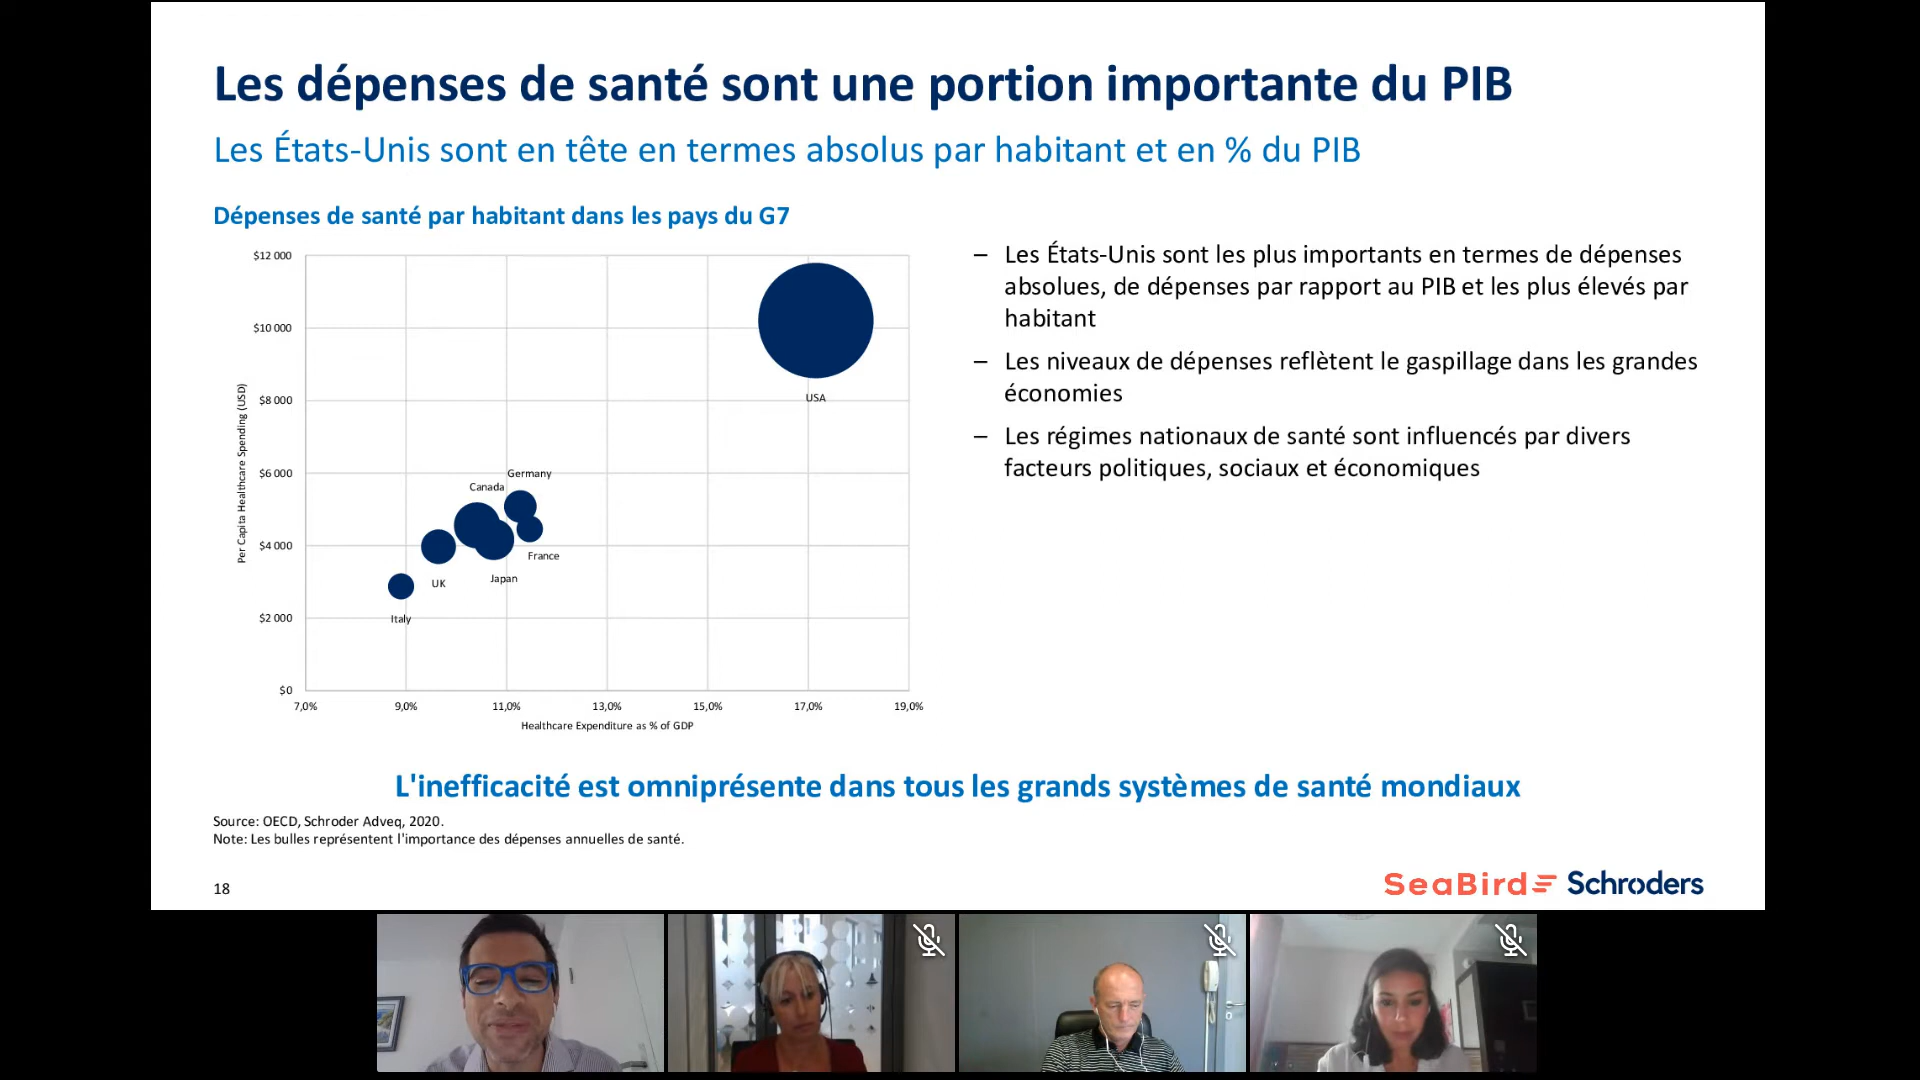 Les dépenses de santé sont une portion importante du PIB
Les États-Unis sont en tête en termes absolus par habitant et en % du PIB
Dépenses de santé par habitant dans les pays du G7
$12 000
$10 000
$8 000
$6 000
$4 000
$2 000
$0
Per Capita Healthcare Spending (USD)
USA
Germany
Canada
France
Japan
UK
Italy
7,0%
9,0%
11,0%
13,0%
15,0%
17,0%
19,0%
Healthcare Expenditure as % of GDP
– Les États-Unis sont les plus importants en termes de dépenses
absolues, de dépenses par rapport au PIB et les plus élevés par
habitant
– Les niveaux de dépenses reflètent le gaspillage dans les grandes
économies
– Les régimes nationaux de santé sont influencés par divers
facteurs politiques, sociaux et économiques
L'inefficacité est omniprésente dans tous les grands systèmes de santé mondiaux
Source: OECD, Schroder Adveq, 2020.
Note: Les bulles représentent l'importance des dépenses annuelles de santé.
18
SeaBird Schroders